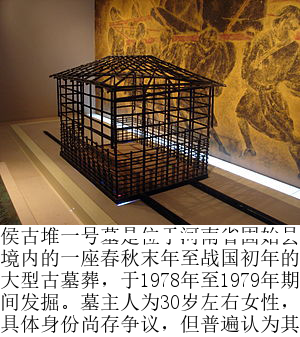 侯古堆一号墓是位于河南省固始县
境内的一座春秋末年至战国初年的
大型古墓葬，于1978年至1979年期
间发掘。墓主人为30岁左右女性，
具体身份尚存争议，但普遍认为其